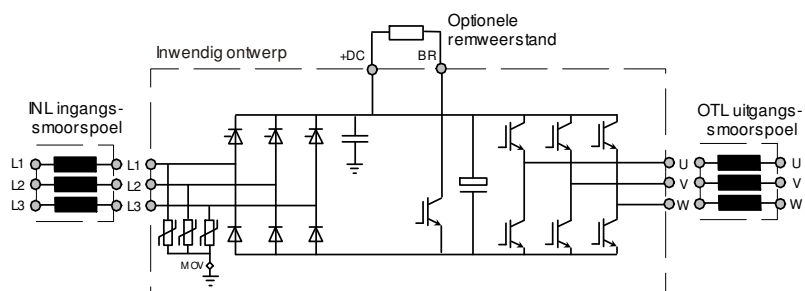 Optionele
remweerstand
Inwendig ontwerp
+DC
BR
INL ingangs-
smoorspoel
OTL uitgangs-
smoorspoel
L1
L1
L2
L2
L3
L3
U
U
V
V
W
W
MOV